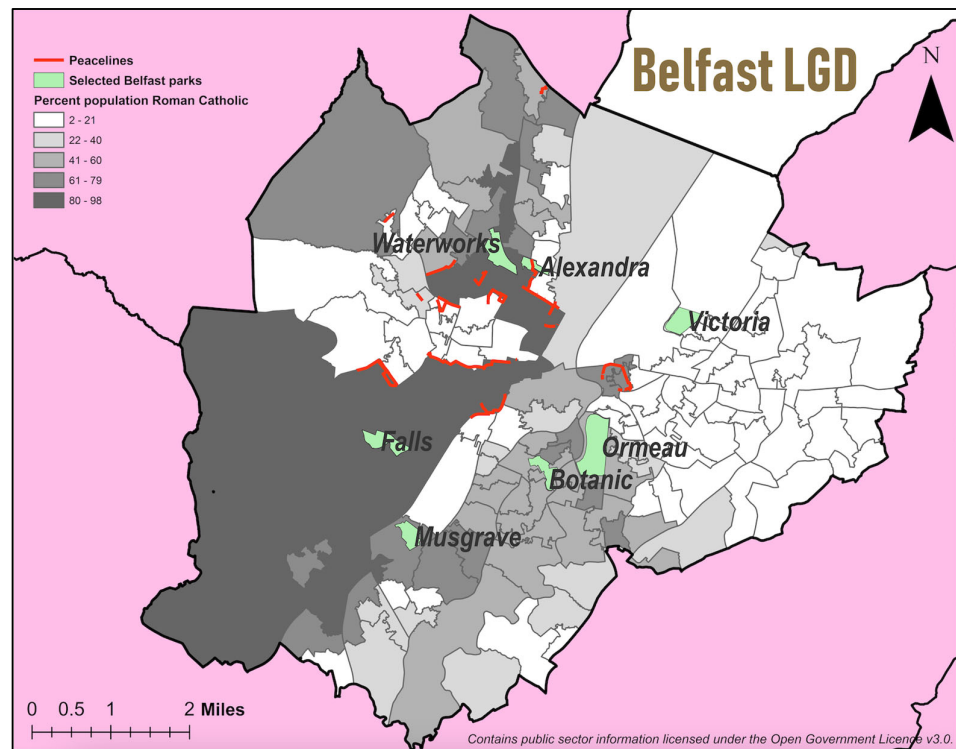 Belfast LGD
N
Peacelines
Selected Belfast parks
Percent population Roman Catholic
2 - 21
22 - 40
41 - 60
61 - 79
80 - 98
Waterworks
Alexandra
Victoria
Falls
Ormeau
Botanic
Musgrave
0 0.5 1 2 Miles
Contains public sector information licensed under the Open Government Licence v3.0.